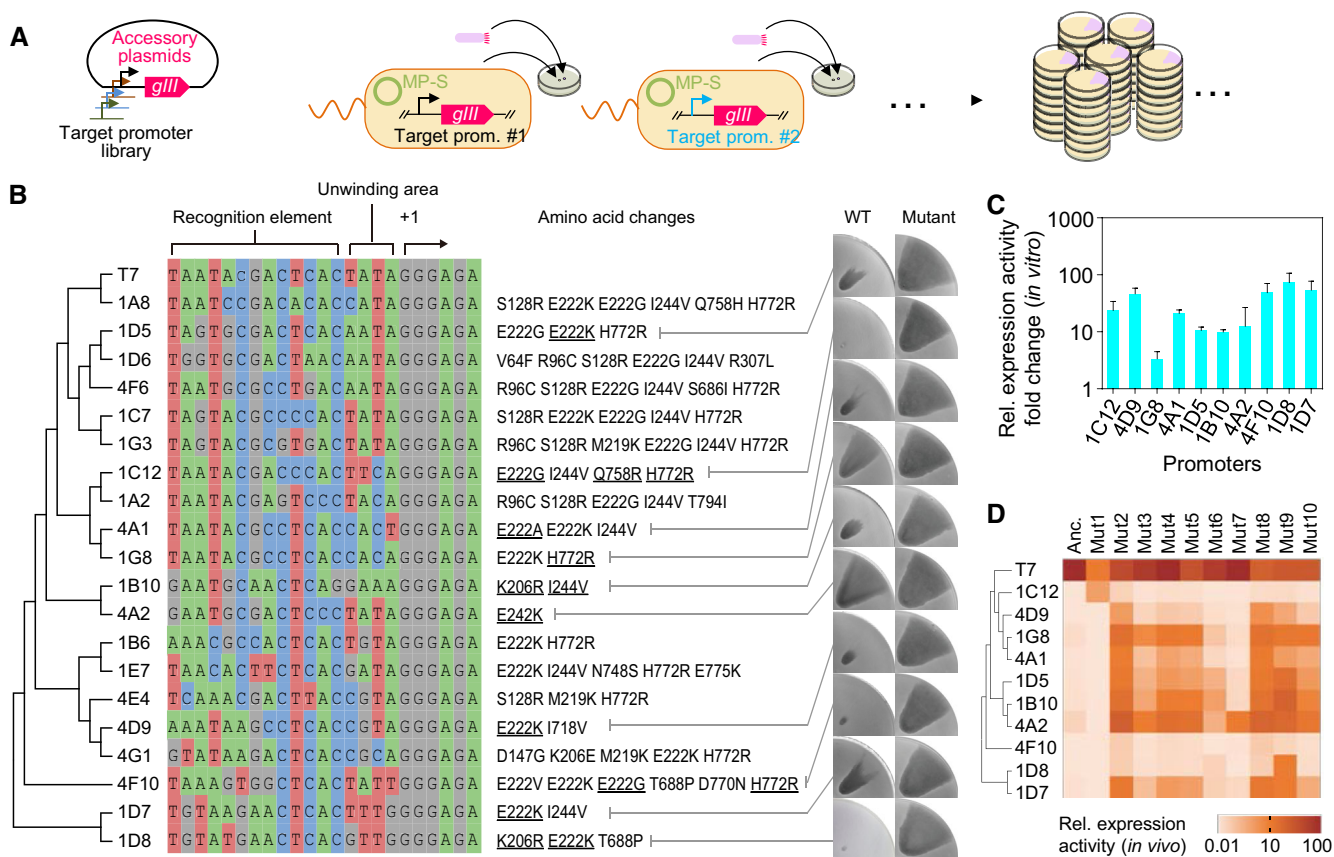 A
Accessory
plasmids
gIII
Target promoter
library
MP-S
gIII
Target prom. #1
MP-S
gIII
Target prom. #2
...
...
B
Unwinding area
Recognition element
+1
Amino acid changes
WT
Mutant
T7 TAATACGACTCACTATAGGGAGA
1A8 TAATCCGACACACCATAGGGAGA S128R E222K E222G I244V Q758H H772R
1D5 TAGTGCGACTCACAATAGGGAGA E222G E222K H772R
1D6 TGGTGCGACTAACAATAGGGAGA V64F R96C S128R E222G I244V R307L
4F6 TAATGCGCCTGACAATAGGGAGA R96C S128R E222G I244V S686I H772R
1C7 TAGTACGCCCCACTATAGGGAGA S128R E222K E222G I244V H772R
1G3 TAGTACGCGTGACTATAGGGAGA R96C S128R M219K E222G I244V H772R
1C12 TAATACGACCCACTTCAGGGAGA E222G I244V Q758R H772R
1A2 TAATACGAGTCCCTACAGGGAGA R96C S128R E222G I244V T794I
4A1 TAATACGCCTCACCACTGGGAGA E222A E222K I244V
1G8 TAATACGCCTCACCACAGGGAGA E222K H772R
1B10 GAATGCAACTCAGGAAAGGGAGA K206R I244V
4A2 GAATGCGACTCCCTATAGGGAGA E242K
1B6 AAACGCCACTCACTGTAGGGAGA E222K H772R
1E7 TAACACTTCTCACGATAGGGAGA E222K I244V N748S H772R E775K
4E4 TCAAACGACTTACCGTAGGGAGA S128R M219K H772R
4D9 AAATAAGCCTCACCGTAGGGAGA E222K I718V
4G1 GTATAAGACTCACCGCAGGGAGA D147G K206E M219K E222K H772R
4F10 TAAAGTGGCTCACTATTGGGAGA E222V E222K E222G T688P D770N H772R
1D7 TGTAAGAACTCACTTTGGGGAGA E222K I244V
1D8 TGTATGAACTCACGTTGGGGAGA K206R E222K T688P
C
Rel. expression activity
fold change (in vitro)
1000
100
10
1
1C12 4D9 1G8 4A1 1D5 1B10 4A2 4F10 1D8 1D7
Promoters
D
Anc. Mut1 Mut2 Mut3 Mut4 Mut5 Mut6 Mut7 Mut8 Mut9 Mut10
T7
1C12
4D9
1G8
4A1
1D5
1B10
4A2
4F10
1D8
1D7
Rel. expression
activity (in vivo)
0.01 10 100